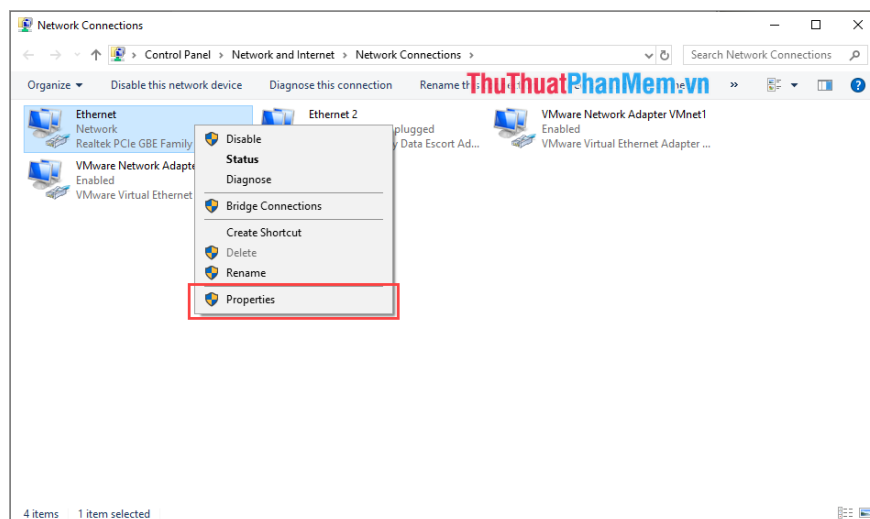 Network Connections
Control Panel > Network and Internet > Network Connections >
Search Network Connections
Organize
Disable this network device
Diagnose this connection
Rename this
ThuThuatPhanMem.vn
»
Ethernet
Network
Realtek PCIe GBE Family
Ethernet 2
plugged
Data Escort Ad...
VMware Network Adapter VMnet1
Enabled
VMware Virtual Ethernet Adapter ...
VMware Network Adapte
Enabled
VMware Virtual Ethernet
Disable
Status
Diagnose
Bridge Connections
Create Shortcut
Delete
Rename
Properties
4 items
1 item selected